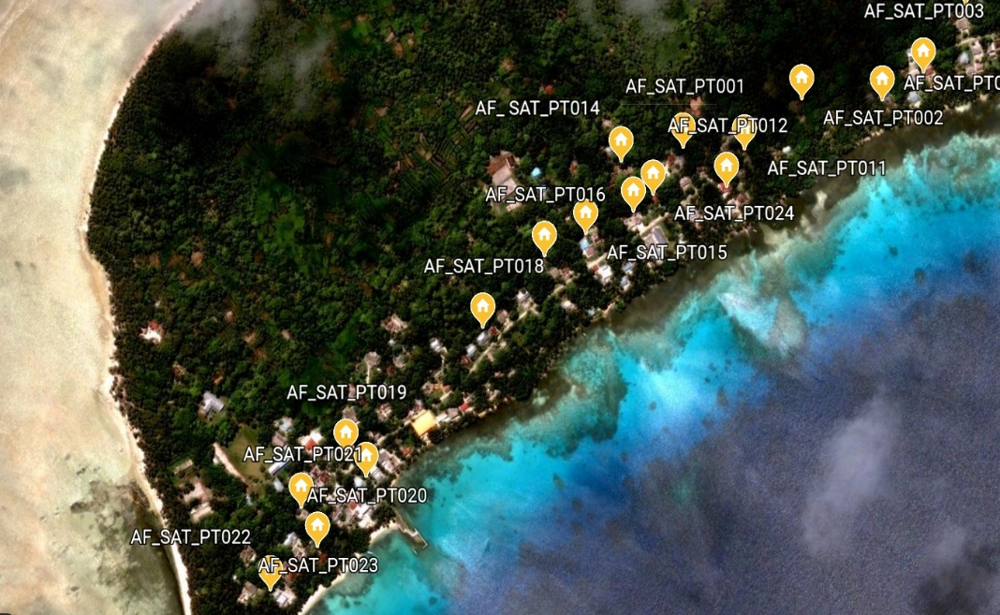 AF_SAT_PT003
AF_SAT_PT0
AF_SAT_PT001
AF_ SAT_PT014
AF_SAT_PT002
AF_SAT_PT012
AF_SAT_PT011
AF_SAT_PT016
AF_SAT_PT024
AF_SAT_PT015
AF_SAT_PT018
AF_SAT_PT019
AF_SAT_PT021
AF_SAT_PT020
AF_SAT_PT022
AF_SAT_PT023